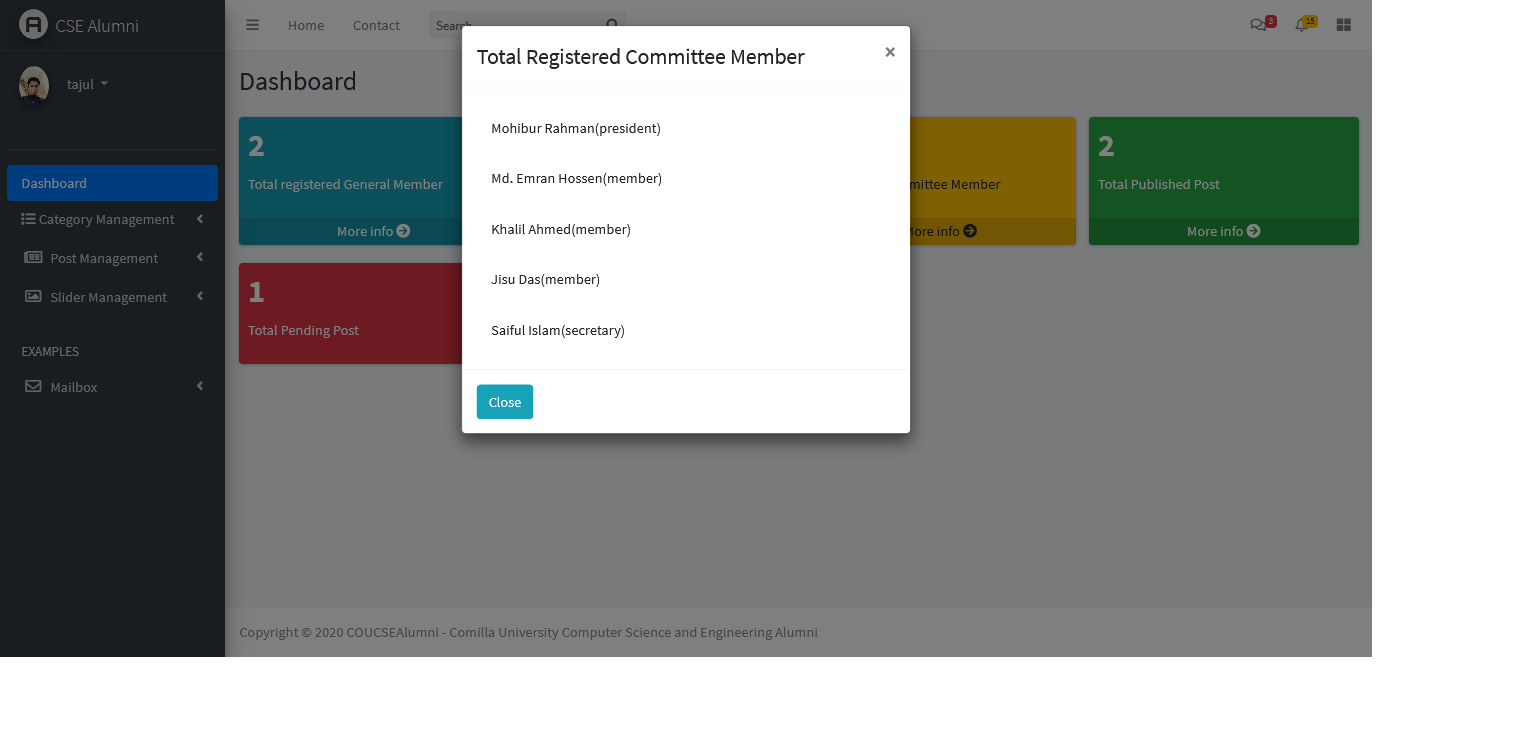 CSE Alumni
Home Contact Search
3 15
tajul
Dashboard
Category Management
Post Management
Slider Management
EXAMPLES
Mailbox
Dashboard
2
Total registered General Member
More info
mittee Member
More info
2
Total Published Post
More info
1
Total Pending Post
Total Registered Committee Member ×
Mohibur Rahman(president)
Md. Emran Hossen(member)
Khalil Ahmed(member)
Jisu Das(member)
Saiful Islam(secretary)
Close
Copyright © 2020 COUCSEAlumni - Comilla University Computer Science and Engineering Alumni